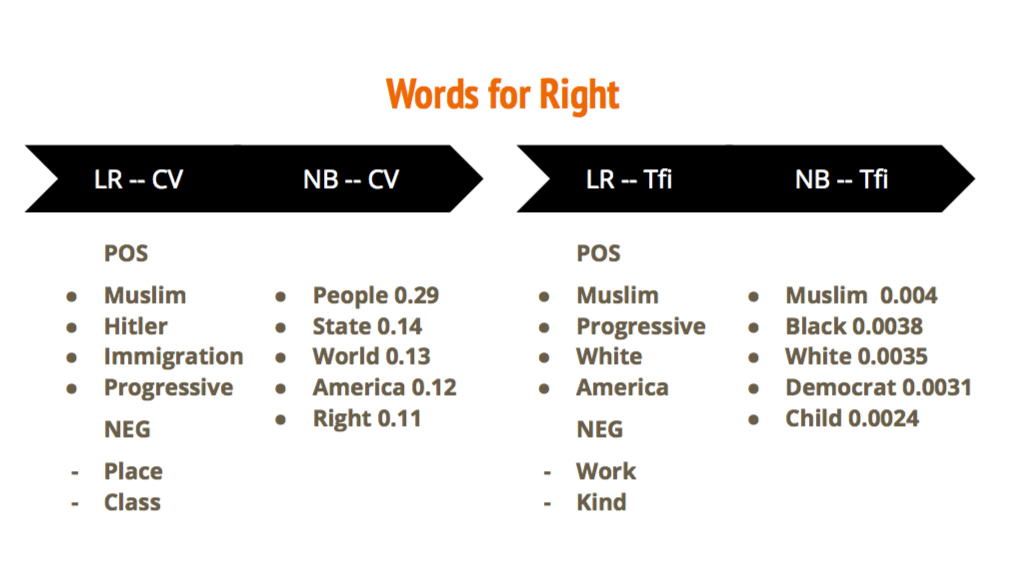 Words for Right
LR -- CV
NB -- CV
LR -- Tfi
NB -- Tfi
POS
● Muslim
● Hitler
● Immigration
● Progressive
NEG
- Place
- Class
● People 0.29
● State 0.14
● World 0.13
● America 0.12
● Right 0.11
POS
● Muslim
● Progressive
● White
● America
NEG
- Work
- Kind
● Muslim  0.004
● Black 0.0038
● White 0.0035
● Democrat 0.0031
● Child 0.0024